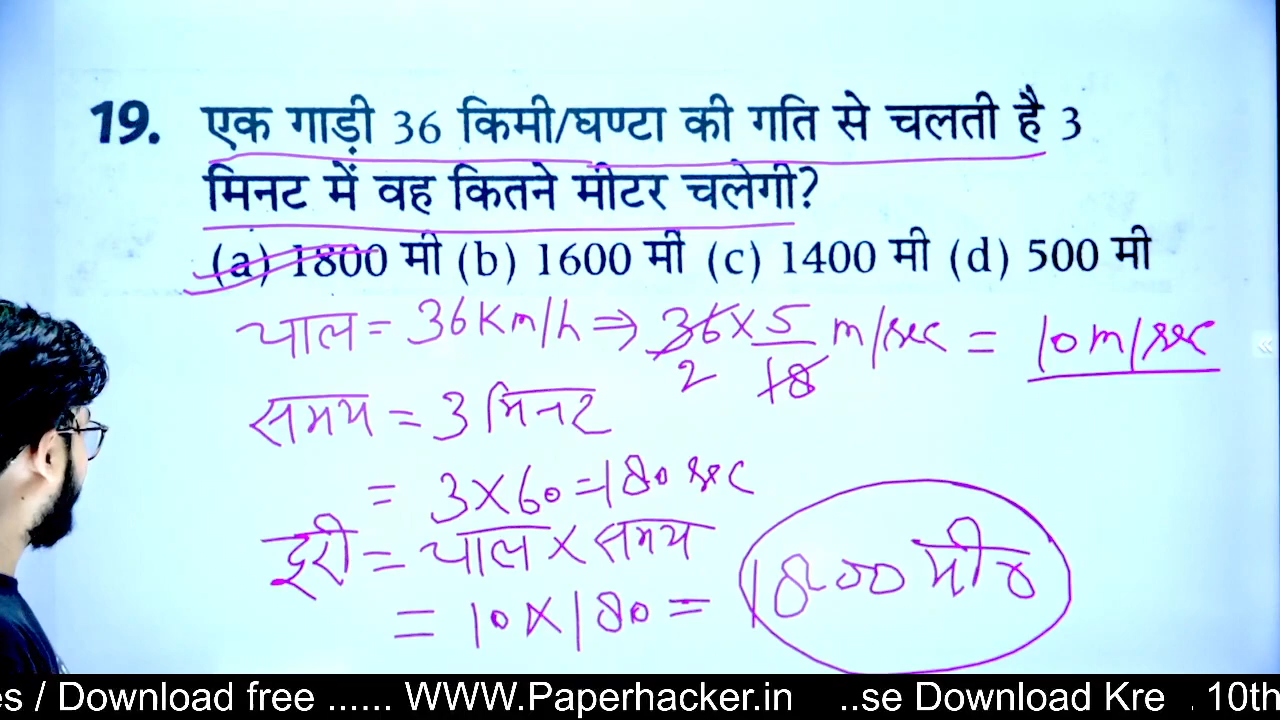 19. एक गाड़ी 36 किमी/घण्टा की गति से चलती है 3
मिनट में वह कितने मीटर चलेगी?
(a) 1800 मी (b) 1600 मी (c) 1400 मी (d) 500 मी
चाल = 36 Km/h ⇒ 36 × 5/18 m/sec = 10 m/sec
2
समय = 3 मिनट
= 3 × 60 = 180 sec
दूरी = चाल × समय
= 10 × 180 = 1800 मीटर
es / Download free ...... WWW.Paperhacker.in ..se Download Kre . 10th